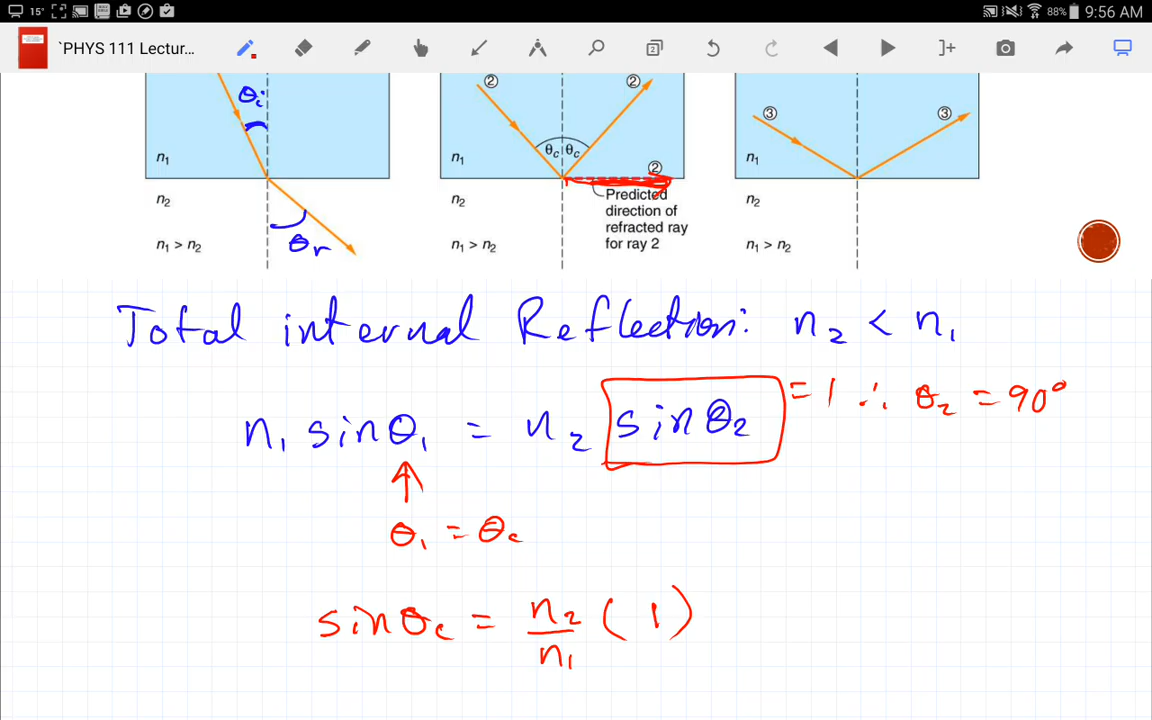 15° 88% 9:56 AM
`PHYS 111 Lectur...
θi
② ②
③ ③
θc θc
n₁ n₁ n₁
②
n₂ n₂ n₂
Predicted
direction of
refracted ray
for ray 2
θr
n₁ > n₂ n₁ > n₂ n₁ > n₂
Total internal Reflection: n₂ < n₁
n₁ sinθ₁ = n₂ sinθ₂ = 1 ∴ θ₂ = 90°
θ₁ = θc
sinθc = n₂/n₁ (1)